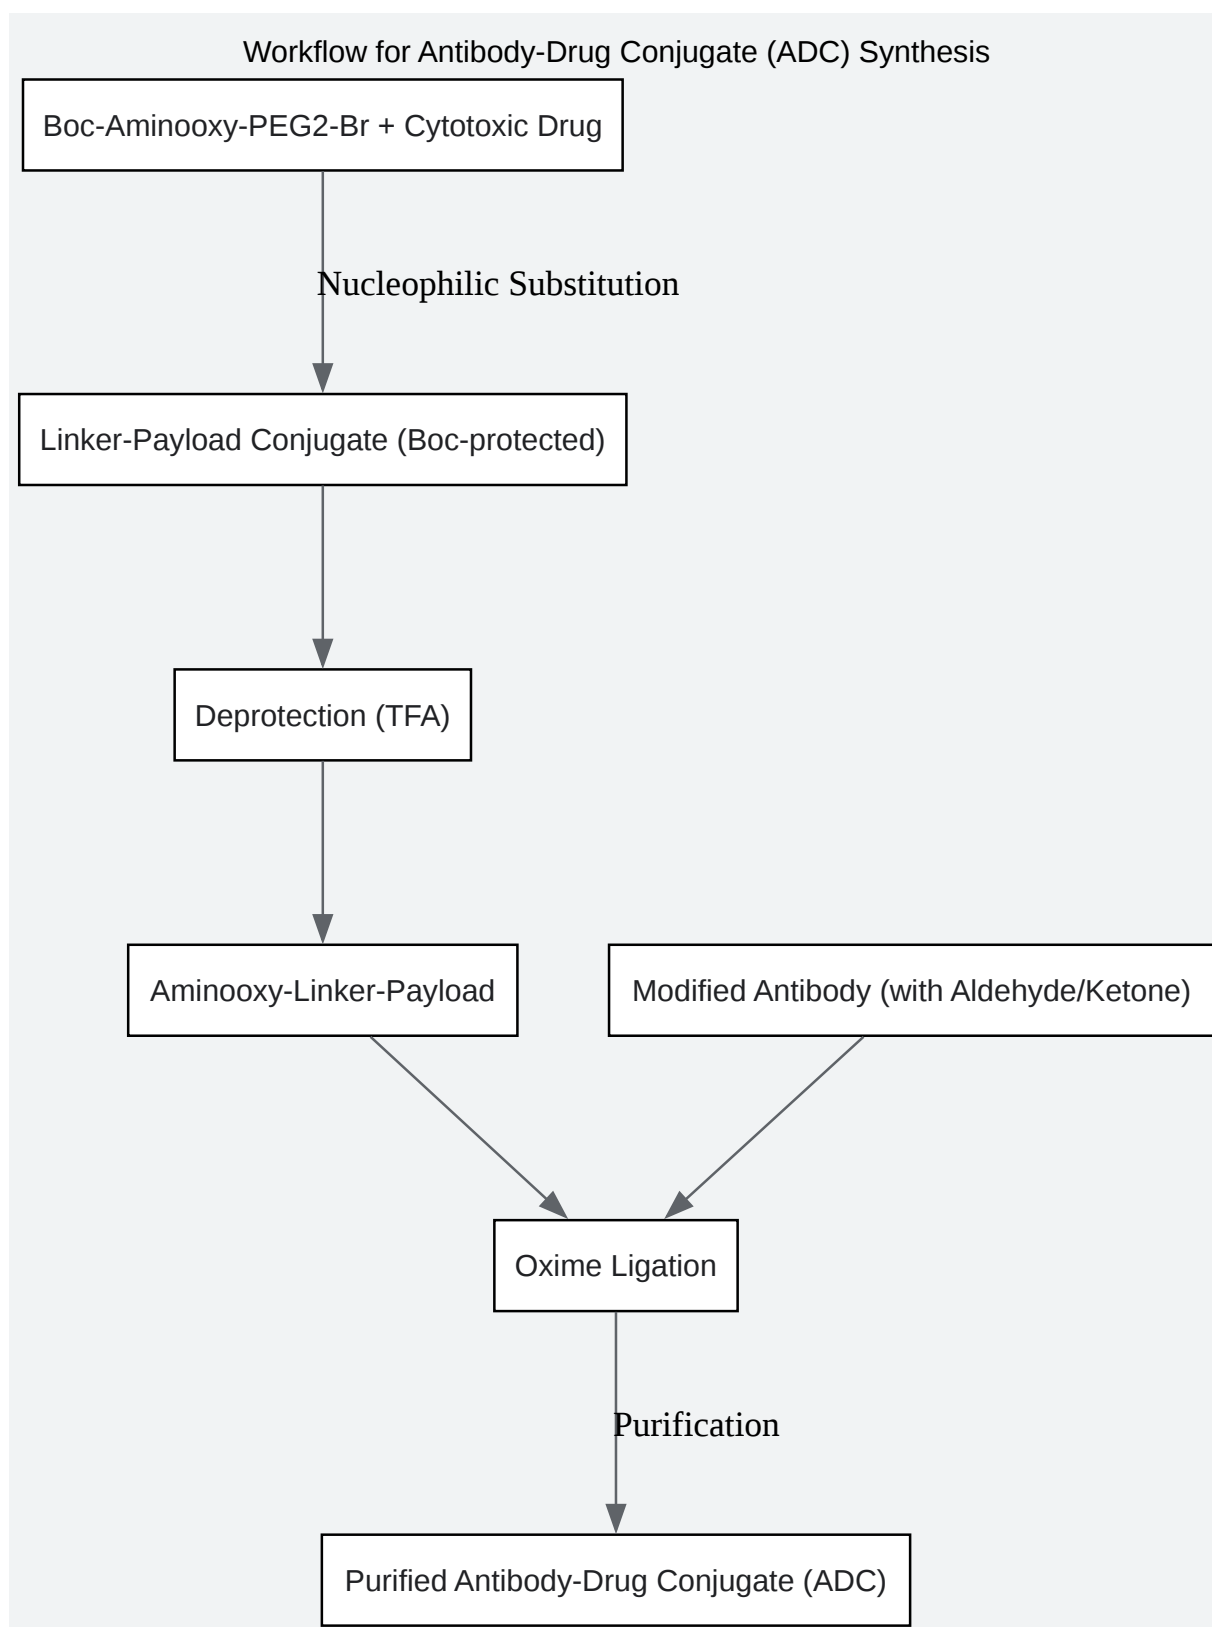 Workflow for Antibody-Drug Conjugate (ADC) Synthesis
Boc-Aminooxy-PEG2-Br + Cytotoxic Drug
Nucleophilic Substitution
Linker-Payload Conjugate (Boc-protected)
Deprotection (TFA)
Aminooxy-Linker-Payload
Modified Antibody (with Aldehyde/Ketone)
Oxime Ligation
Purification
Purified Antibody-Drug Conjugate (ADC)